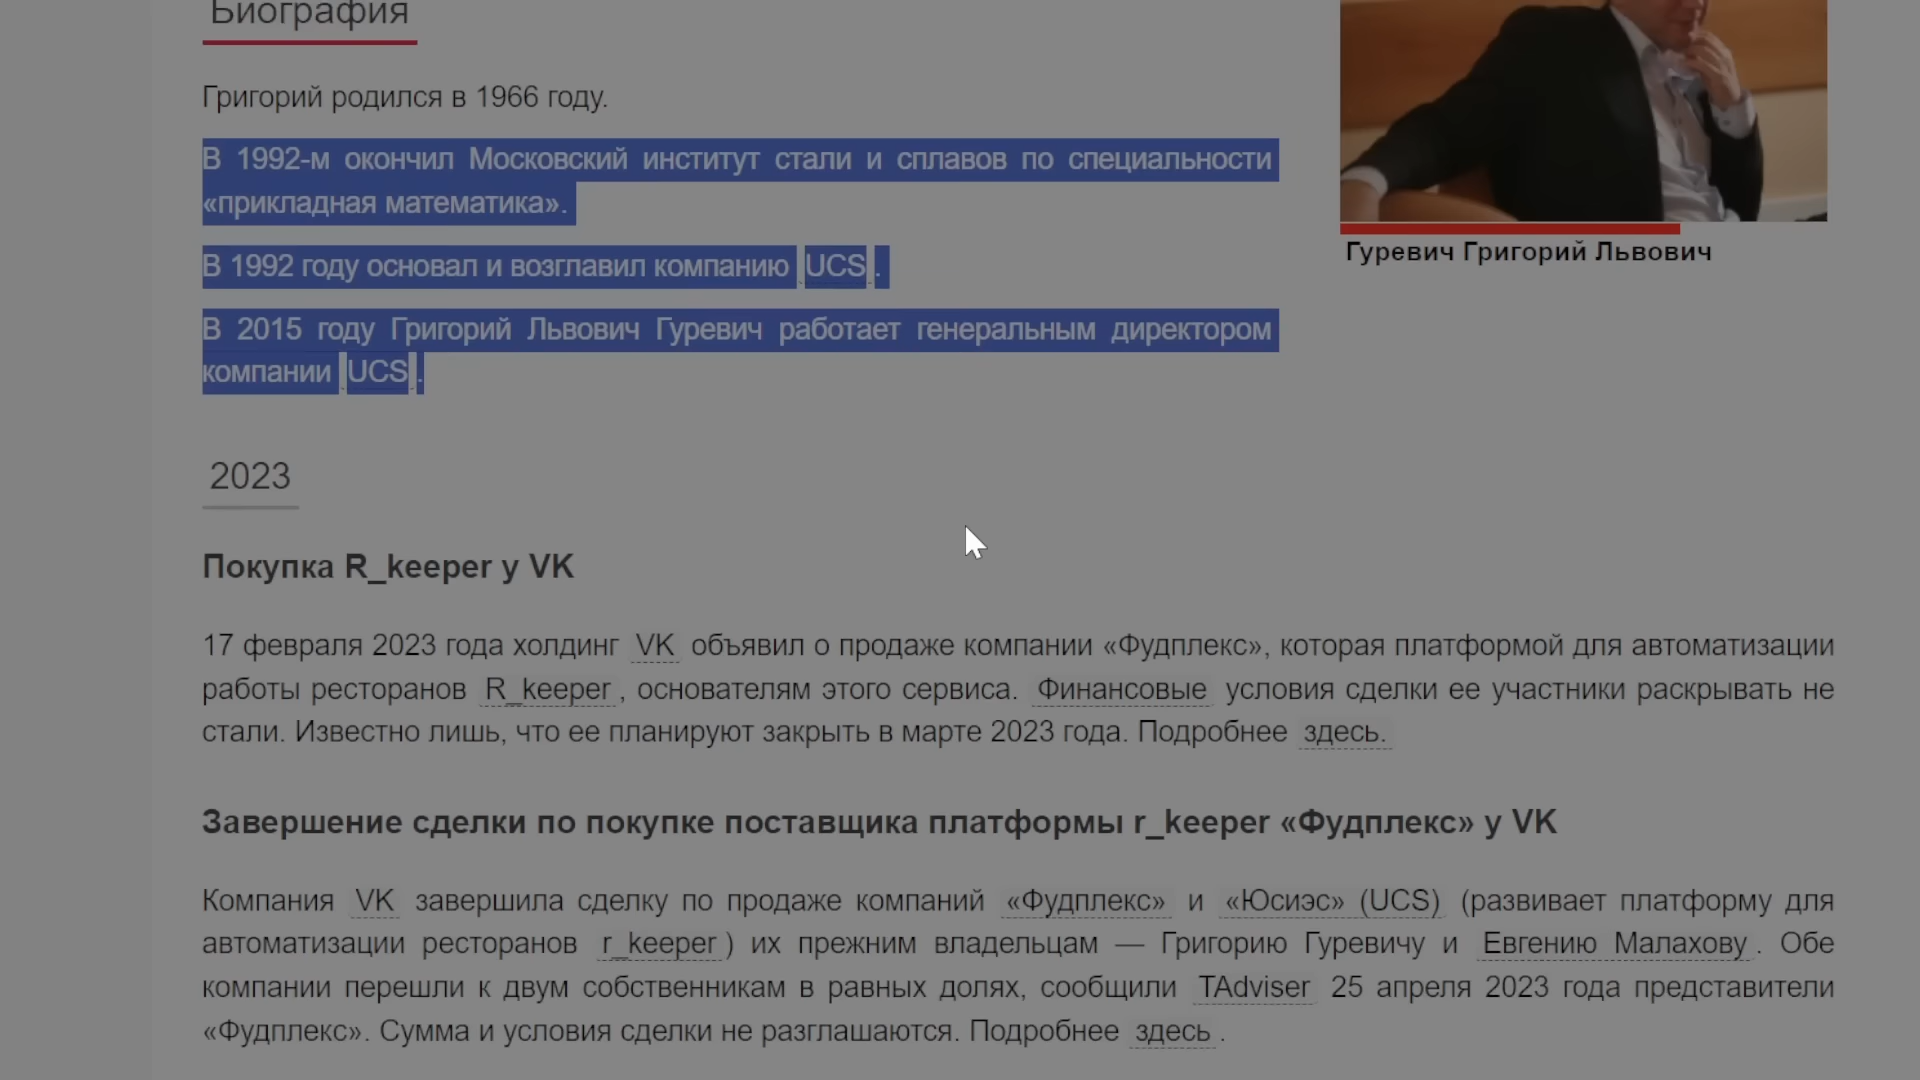 Биография
Григорий родился в 1966 году.
В 1992-м окончил Московский институт стали и сплавов по специальности
«прикладная математика».
В 1992 году основал и возглавил компанию UCS.
В 2015 году Григорий Львович Гуревич работает генеральным директором
компании UCS.
Гуревич Григорий Львович
2023
Покупка R_keeper у VK
17 февраля 2023 года холдинг VK объявил о продаже компании «Фудплекс», которая платформой для автоматизации
работы ресторанов R_keeper, основателям этого сервиса. Финансовые условия сделки ее участники раскрывать не
стали. Известно лишь, что ее планируют закрыть в марте 2023 года. Подробнее здесь.
Завершение сделки по покупке поставщика платформы r_keeper «Фудплекс» у VK
Компания VK завершила сделку по продаже компаний «Фудплекс» и «Юсиэс» (UCS) (развивает платформу для
автоматизации ресторанов r_keeper) их прежним владельцам — Григорию Гуревичу и Евгению Малахову. Обе
компании перешли к двум собственникам в равных долях, сообщили TAdviser 25 апреля 2023 года представители
«Фудплекс». Сумма и условия сделки не разглашаются. Подробнее здесь.